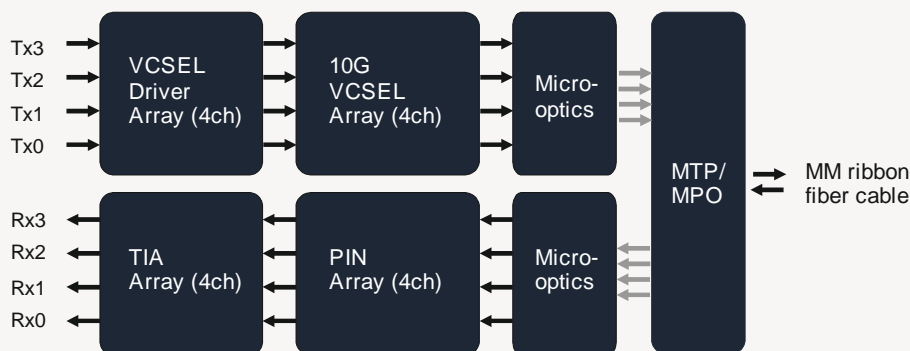 Tx3
Tx2
Tx1
Tx0
VCSEL
Driver
Array (4ch)
10G
VCSEL
Array (4ch)
Micro-
optics
MTP/
MPO
MM ribbon
fiber cable
Rx3
Rx2
Rx1
Rx0
TIA
Array (4ch)
PIN
Array (4ch)
Micro-
optics